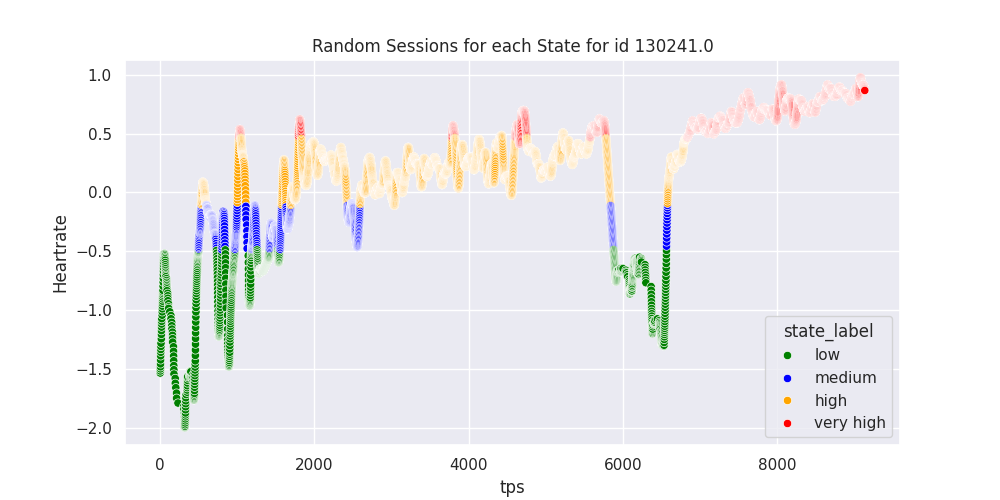 Random Sessions for each State for id 130241.0
1.0
0.5
0.0
−0.5
−1.0
−1.5
−2.0
Heartrate
state_label
low
medium
high
very high
0 2000 4000 6000 8000
tps